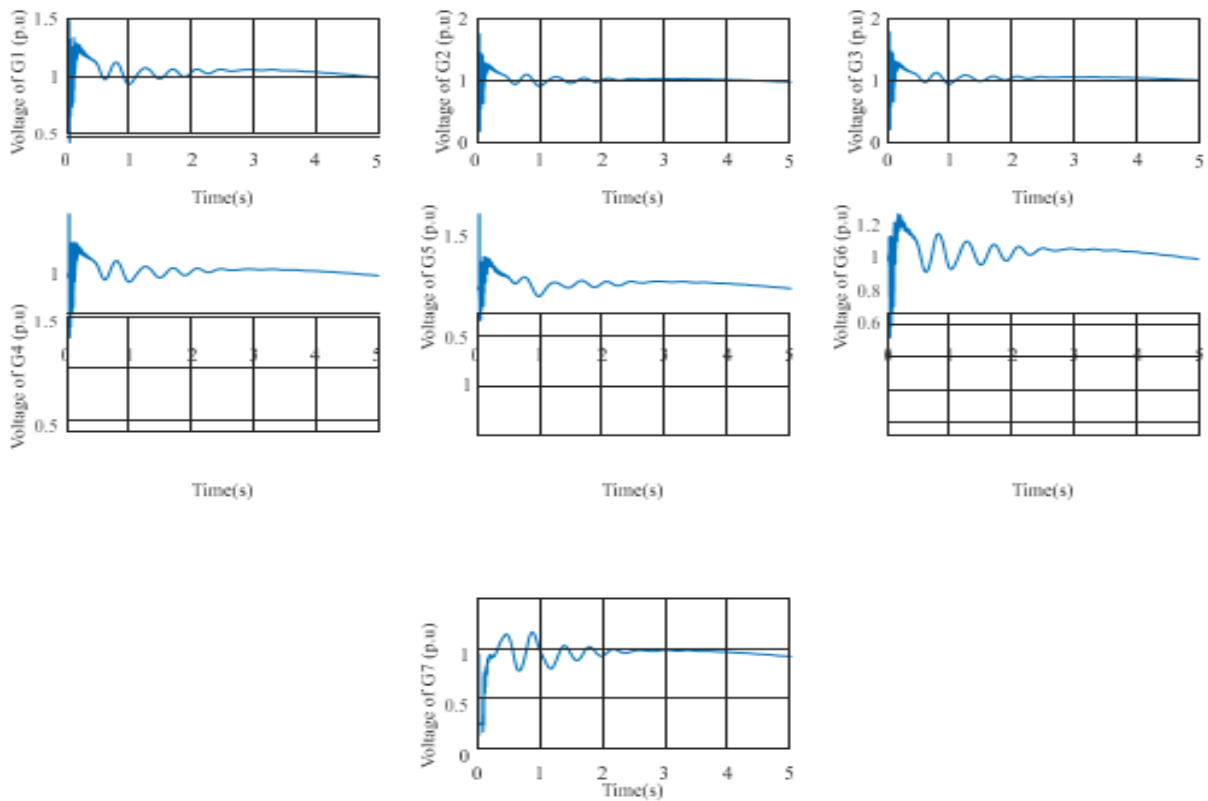 Voltage of G1 (p.u)
1.5
1
0.5
0 1 2 3 4 5
Time(s)
Voltage of G2 (p.u)
2
1
0
0 1 2 3 4 5
Time(s)
Voltage of G3 (p.u)
2
1
0
0 1 2 3 4 5
Time(s)
Voltage of G4 (p.u)
1
1.5
0 1 2 3 4 5
0.5
Time(s)
Voltage of G5 (p.u)
1.5
0.5
0 1 2 3 4 5
1
Time(s)
Voltage of G6 (p.u)
1.2
1
0.8
0.6
0 1 2 3 4 5
Time(s)
Voltage of G7 (p.u)
1
0.5
0
0 1 2 3 4 5
Time(s)